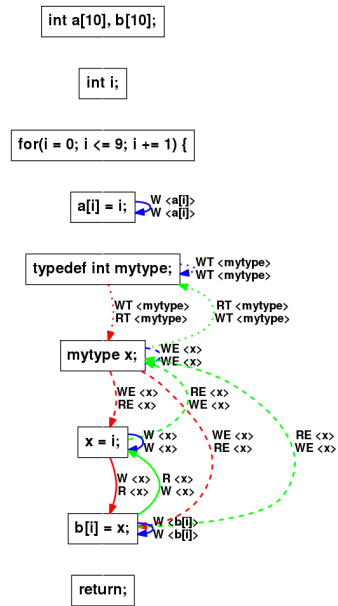 int a[10], b[10];
int i;
for(i = 0; i <= 9; i += 1) {
a[i] = i;
W <a[i]>
W <a[i]>
typedef int mytype;
WT <mytype>
WT <mytype>
WT <mytype>
RT <mytype>
RT <mytype>
WT <mytype>
mytype x;
WE <x>
WE <x>
WE <x>
RE <x>
RE <x>
WE <x>
x = i;
W <x>
W <x>
WE <x>
RE <x>
RE <x>
WE <x>
W <x>
R <x>
R <x>
W <x>
b[i] = x;
W <b[i]>
W <b[i]>
return;